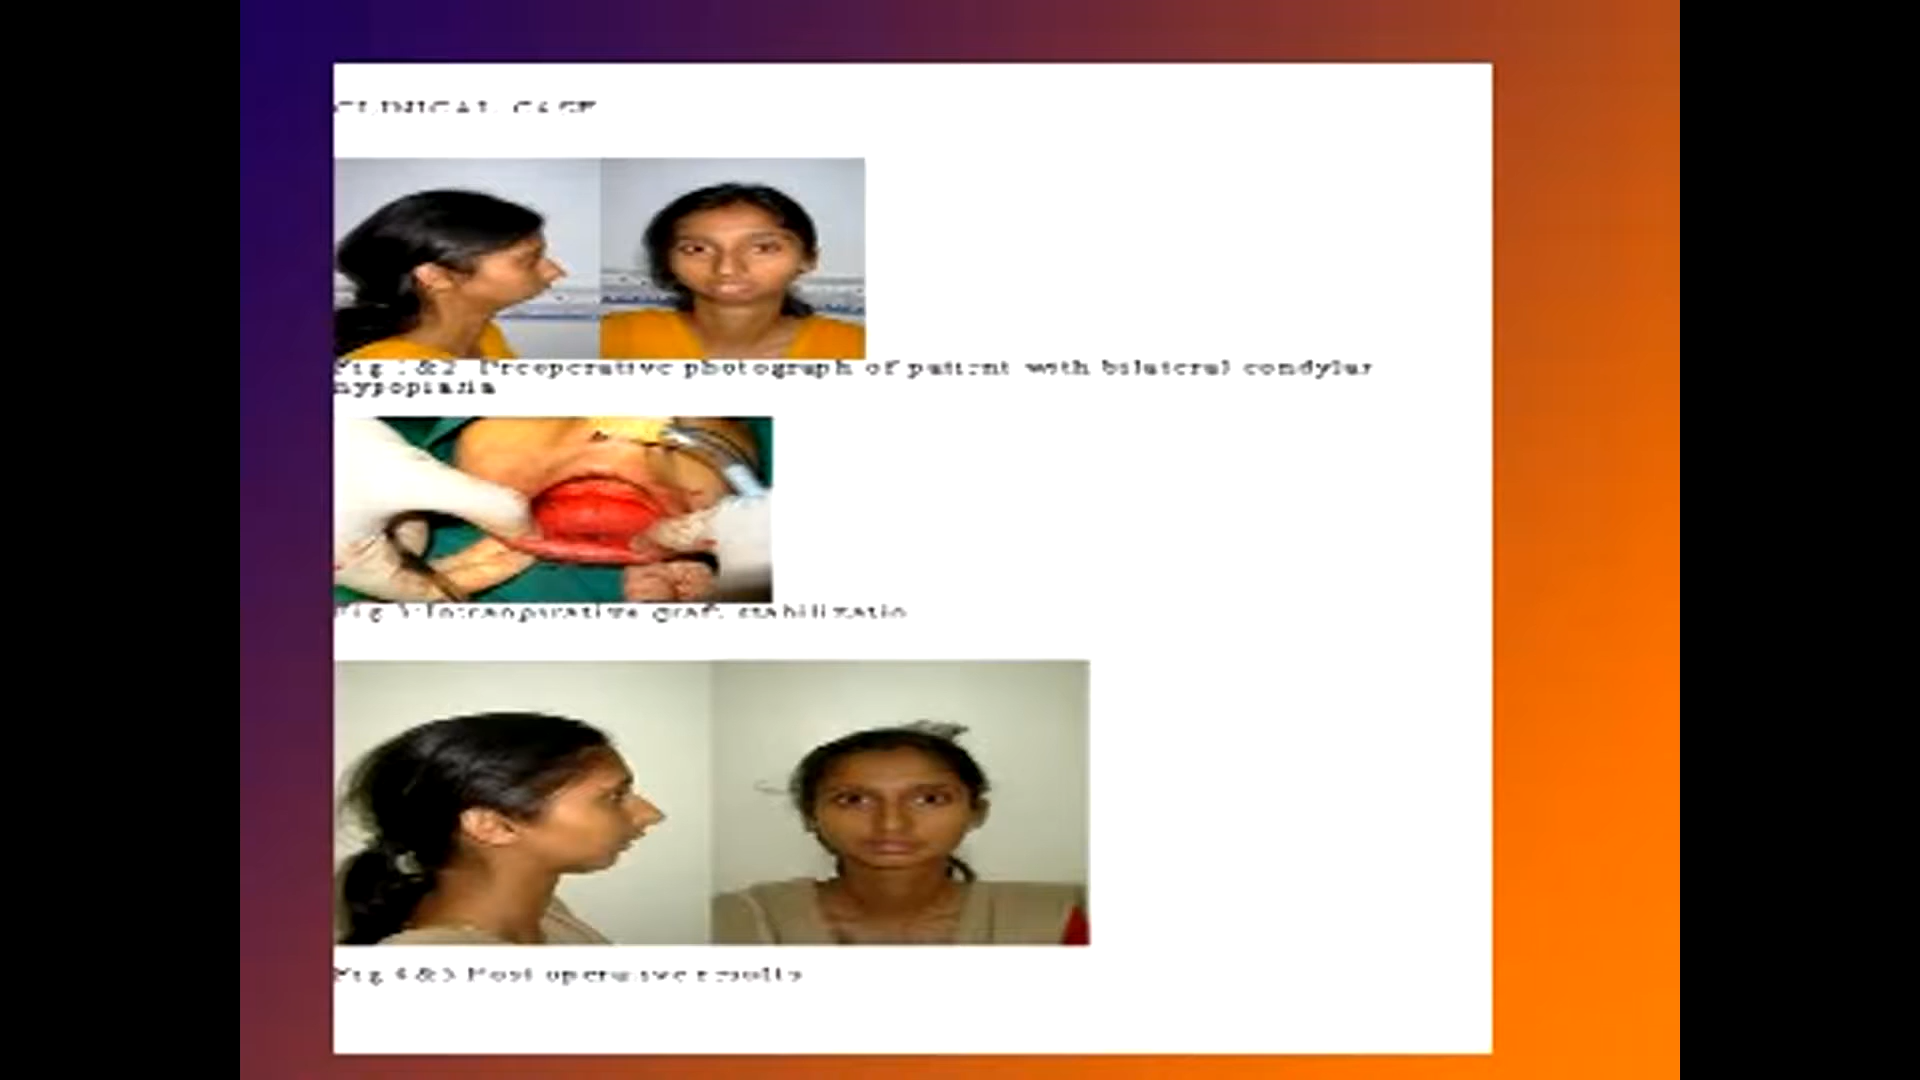 CLINICAL CASE
Fig 1&2 Preoperative photograph of patient with bilateral condylar
hypoplasia
Fig 3 Intraoperative graft stabilizatio
Fig 4&5 Post operative results